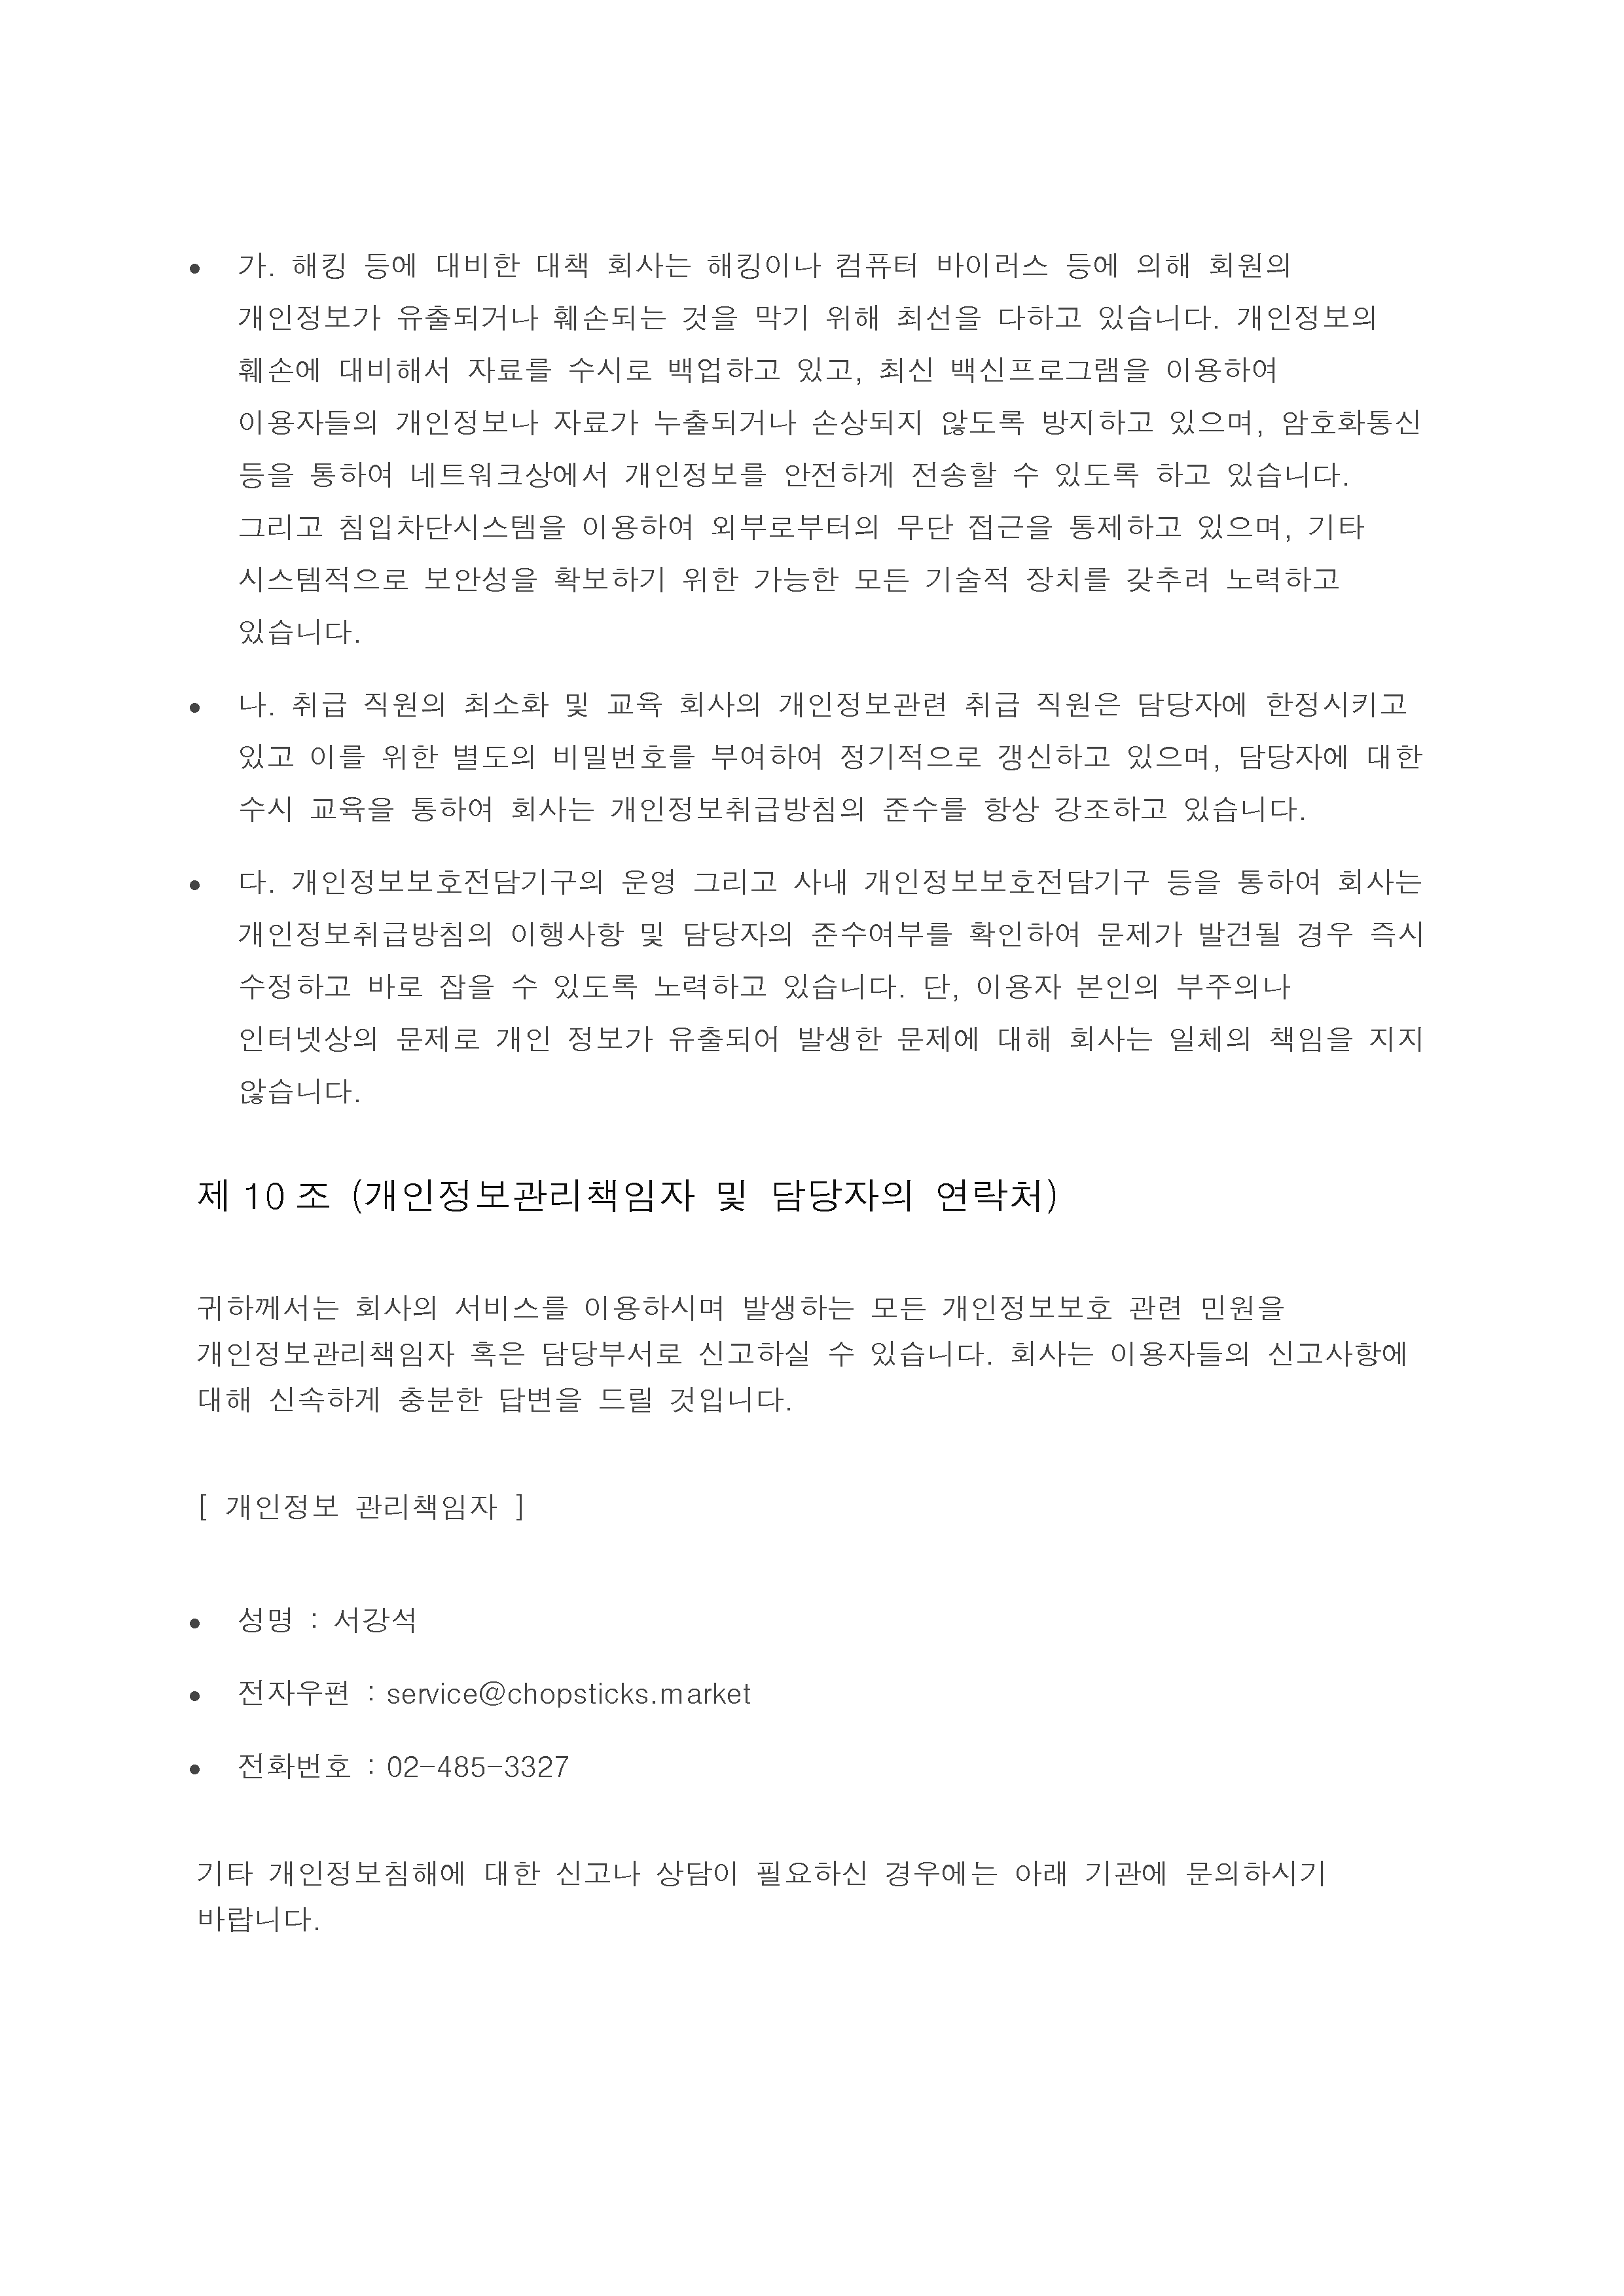 • 가. 해킹 등에 대비한 대책 회사는 해킹이나 컴퓨터 바이러스 등에 의해 회원의
개인정보가 유출되거나 훼손되는 것을 막기 위해 최선을 다하고 있습니다. 개인정보의
훼손에 대비해서 자료를 수시로 백업하고 있고, 최신 백신프로그램을 이용하여
이용자들의 개인정보나 자료가 누출되거나 손상되지 않도록 방지하고 있으며, 암호화통신
등을 통하여 네트워크상에서 개인정보를 안전하게 전송할 수 있도록 하고 있습니다.
그리고 침입차단시스템을 이용하여 외부로부터의 무단 접근을 통제하고 있으며, 기타
시스템적으로 보안성을 확보하기 위한 가능한 모든 기술적 장치를 갖추려 노력하고
있습니다.
• 나. 취급 직원의 최소화 및 교육 회사의 개인정보관련 취급 직원은 담당자에 한정시키고
있고 이를 위한 별도의 비밀번호를 부여하여 정기적으로 갱신하고 있으며, 담당자에 대한
수시 교육을 통하여 회사는 개인정보취급방침의 준수를 항상 강조하고 있습니다.
• 다. 개인정보보호전담기구의 운영 그리고 사내 개인정보보호전담기구 등을 통하여 회사는
개인정보취급방침의 이행사항 및 담당자의 준수여부를 확인하여 문제가 발견될 경우 즉시
수정하고 바로 잡을 수 있도록 노력하고 있습니다. 단, 이용자 본인의 부주의나
인터넷상의 문제로 개인 정보가 유출되어 발생한 문제에 대해 회사는 일체의 책임을 지지
않습니다.
제 10 조 (개인정보관리책임자 및 담당자의 연락처)
귀하께서는 회사의 서비스를 이용하시며 발생하는 모든 개인정보보호 관련 민원을
개인정보관리책임자 혹은 담당부서로 신고하실 수 있습니다. 회사는 이용자들의 신고사항에
대해 신속하게 충분한 답변을 드릴 것입니다.
[ 개인정보 관리책임자 ]
• 성명 : 서강석
• 전자우편 : service@chopsticks.market
• 전화번호 : 02-485-3327
기타 개인정보침해에 대한 신고나 상담이 필요하신 경우에는 아래 기관에 문의하시기
바랍니다.